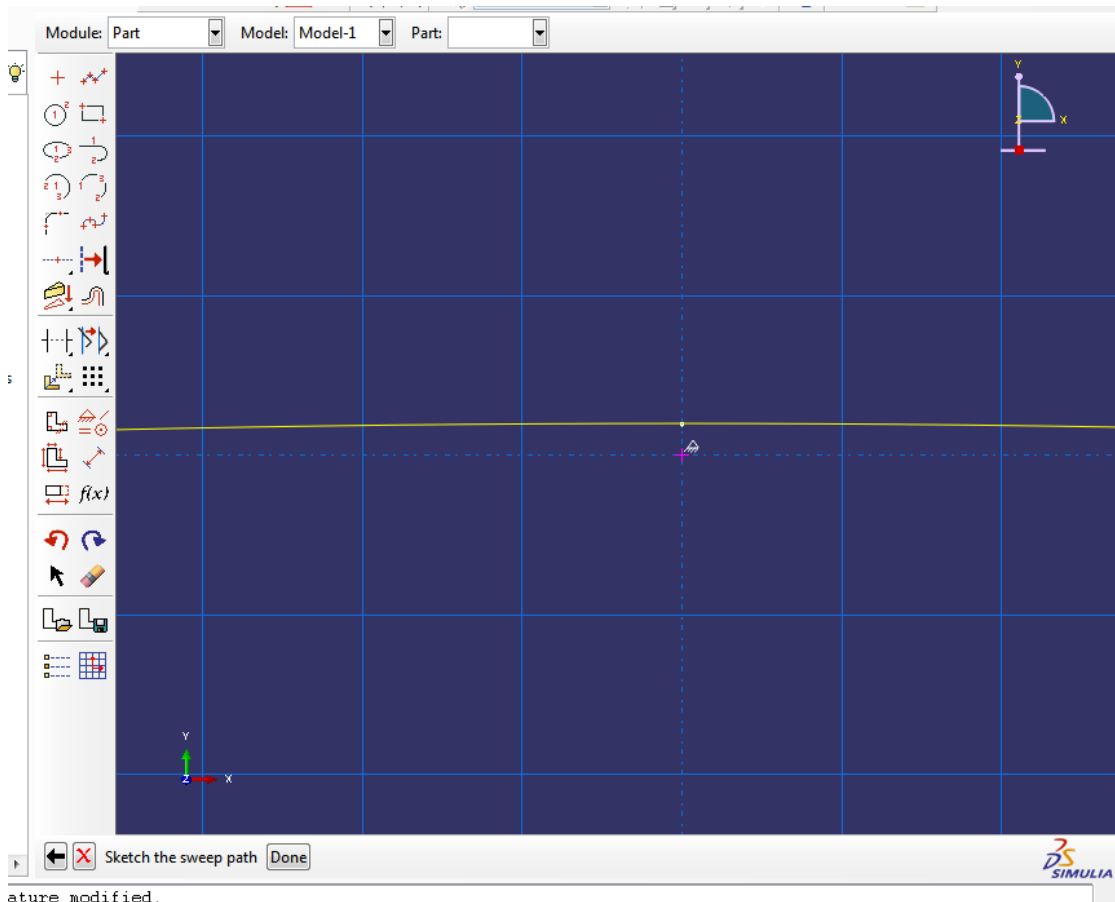 Module: Part Model: Model-1 Part:
Y
Z X
f(x)
Y
Z X
Sketch the sweep path Done
SIMULIA
ature modified.